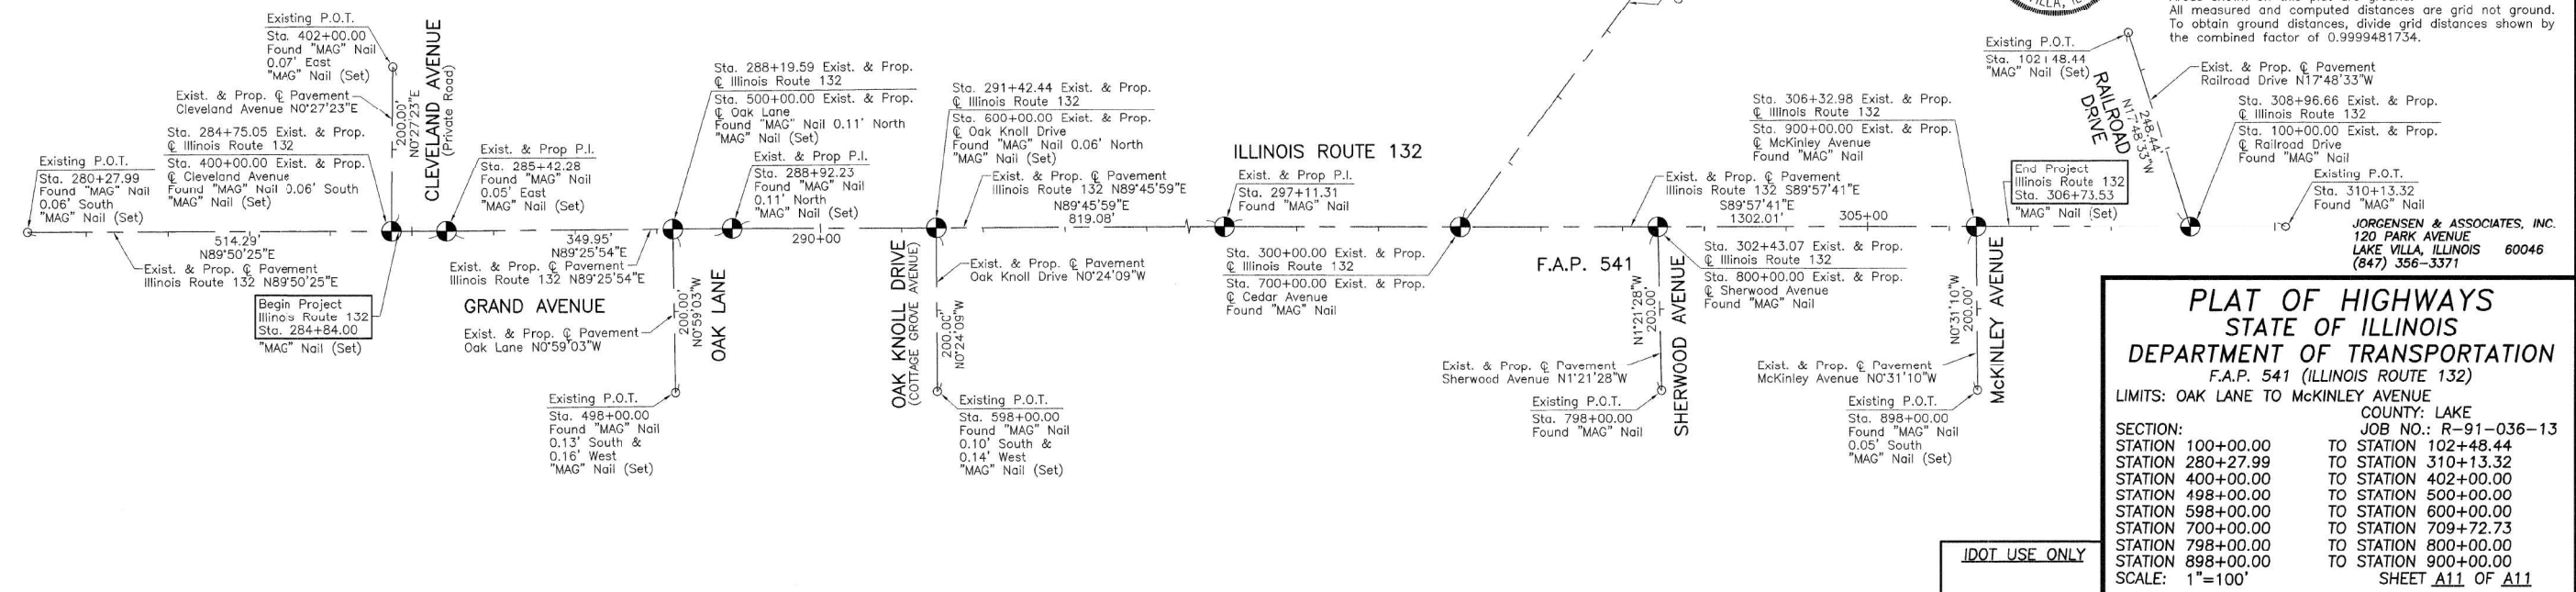 Existing P.O.T.
Sta. 402+00.00
Found "MAG" Nail
0.07' East
"MAG" Nail (Set)
Exist. & Prop. ℄ Pavement
Cleveland Avenue N0°27'23"E
200.00'
N0°27'23"E
CLEVELAND AVENUE
(Private Road)
Sta. 284+75.05 Exist. & Prop.
℄ Illinois Route 132
Sta. 400+00.00 Exist. & Prop.
℄ Cleveland Avenue
Found "MAG" Nail 0.06' South
"MAG" Nail (Set)
Existing P.O.T.
Sta. 280+27.99
Found "MAG" Nail
0.06' South
"MAG" Nail (Set)
514.29'
N89°50'25"E
Exist. & Prop. ℄ Pavement
Illinois Route 132 N89°50'25"E
Begin Project
Illinois Route 132
Sta. 284+84.00
"MAG" Nail (Set)
Exist. & Prop P.I.
Sta. 285+42.28
Found "MAG" Nail
0.05' East
"MAG" Nail (Set)
349.95'
N89°25'54"E
Exist. & Prop. ℄ Pavement
Illinois Route 132 N89°25'54"E
GRAND AVENUE
Exist. & Prop. ℄ Pavement
Oak Lane N0°59'03"W
Sta. 288+19.59 Exist. & Prop.
℄ Illinois Route 132
Sta. 500+00.00 Exist. & Prop.
℄ Oak Lane
Found "MAG" Nail 0.11' North
"MAG" Nail (Set)
Exist. & Prop P.I.
Sta. 288+92.23
Found "MAG" Nail
0.11' North
"MAG" Nail (Set)
200.00'
N0°59'03"W
OAK LANE
Existing P.O.T.
Sta. 498+00.00
Found "MAG" Nail
0.13' South &
0.16' West
"MAG" Nail (Set)
290+00
Sta. 291+42.44 Exist. & Prop.
℄ Illinois Route 132
Sta. 600+00.00 Exist. & Prop.
℄ Oak Knoll Drive
Found "MAG" Nail 0.06' North
"MAG" Nail (Set)
Exist. & Prop. ℄ Pavement
Illinois Route 132 N89°45'59"E
N89°45'59"E
819.08'
OAK KNOLL DRIVE
(COTTAGE GROVE AVENUE)
200.00'
N0°24'09"W
Exist. & Prop. ℄ Pavement
Oak Knoll Drive N0°24'09"W
Existing P.O.T.
Sta. 598+00.00
Found "MAG" Nail
0.10' South &
0.14' West
"MAG" Nail (Set)
ILLINOIS ROUTE 132
Exist. & Prop P.I.
Sta. 297+11.31
Found "MAG" Nail
Sta. 300+00.00 Exist. & Prop.
℄ Illinois Route 132
Sta. 700+00.00 Exist. & Prop.
℄ Cedar Avenue
Found "MAG" Nail
F.A.P. 541
Exist. & Prop. ℄ Pavement
Illinois Route 132 S89°57'41"E
S89°57'41"E
1302.01'
305+00
Sta. 302+43.07 Exist. & Prop.
℄ Illinois Route 132
Sta. 800+00.00 Exist. & Prop.
℄ Sherwood Avenue
Found "MAG" Nail
N1°21'28"W
200.00'
SHERWOOD AVENUE
Exist. & Prop. ℄ Pavement
Sherwood Avenue N1°21'28"W
Existing P.O.T.
Sta. 798+00.00
Found "MAG" Nail
Sta. 306+32.98 Exist. & Prop.
℄ Illinois Route 132
Sta. 900+00.00 Exist. & Prop.
℄ McKinley Avenue
Found "MAG" Nail
N0°31'10"W
200.00'
McKINLEY AVENUE
Exist. & Prop. ℄ Pavement
McKinley Avenue N0°31'10"W
Existing P.O.T.
Sta. 898+00.00
Found "MAG" Nail
0.05' South
"MAG" Nail (Set)
End Project
Illinois Route 132
Sta. 306+73.53
"MAG" Nail (Set)
Existing P.O.T.
Sta. 102+48.44
"MAG" Nail (Set)
RAILROAD
DRIVE
248.44'
N17°48'33"W
Exist. & Prop. ℄ Pavement
Railroad Drive N17°48'33"W
Sta. 308+96.66 Exist. & Prop.
℄ Illinois Route 132
Sta. 100+00.00 Exist. & Prop.
℄ Railroad Drive
Found "MAG" Nail
Existing P.O.T.
Sta. 310+13.32
Found "MAG" Nail
All measured and computed distances are grid not ground.
To obtain ground distances, divide grid distances shown by
the combined factor of 0.9999481734.
JORGENSEN & ASSOCIATES, INC.
120 PARK AVENUE
LAKE VILLA, ILLINOIS 60046
(847) 356-3371
PLAT OF HIGHWAYS
STATE OF ILLINOIS
DEPARTMENT OF TRANSPORTATION
F.A.P. 541 (ILLINOIS ROUTE 132)
LIMITS: OAK LANE TO McKINLEY AVENUE
COUNTY: LAKE
SECTION: JOB NO.: R-91-036-13
STATION 100+00.00 TO STATION 102+48.44
STATION 280+27.99 TO STATION 310+13.32
STATION 400+00.00 TO STATION 402+00.00
STATION 498+00.00 TO STATION 500+00.00
STATION 598+00.00 TO STATION 600+00.00
STATION 700+00.00 TO STATION 709+72.73
STATION 798+00.00 TO STATION 800+00.00
STATION 898+00.00 TO STATION 900+00.00
SCALE: 1"=100' SHEET A11 OF A11
IDOT USE ONLY